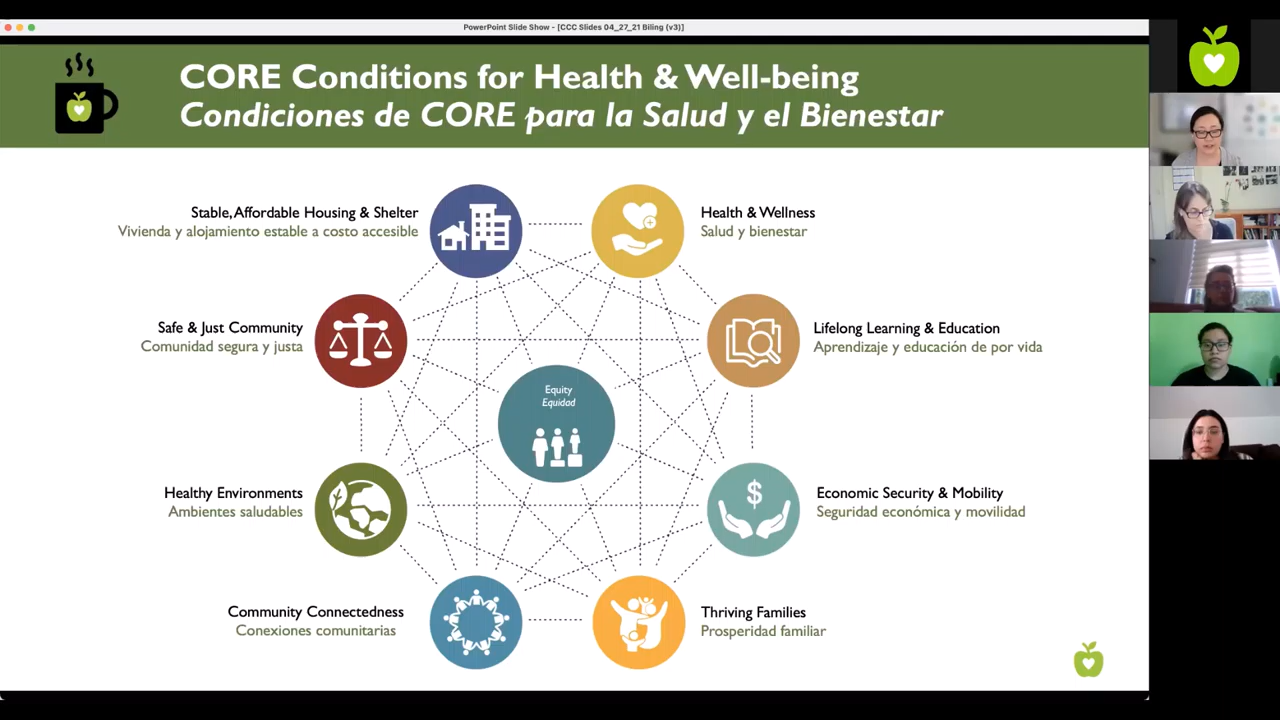 PowerPoint Slide Show - [CCC Slides 04_27_21 Biling (v3)]
CORE Conditions for Health & Well-being
Condiciones de CORE para la Salud y el Bienestar
Stable, Affordable Housing & Shelter
Vivienda y alojamiento estable a costo accesible
Health & Wellness
Salud y bienestar
Safe & Just Community
Comunidad segura y justa
Lifelong Learning & Education
Aprendizaje y educación de por vida
Equity
Equidad
$
Healthy Environments
Ambientes saludables
Economic Security & Mobility
Seguridad económica y movilidad
Community Connectedness
Conexiones comunitarias
Thriving Families
Prosperidad familiar